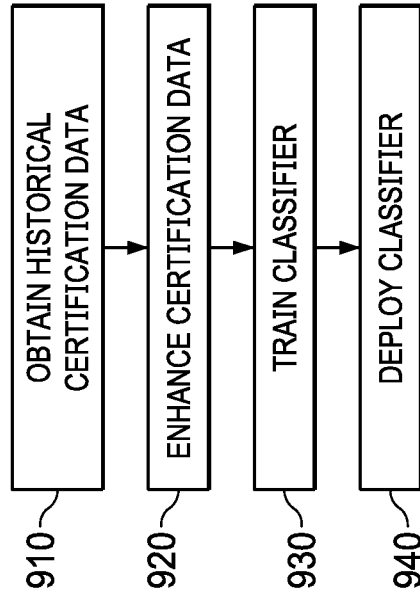 910
OBTAIN HISTORICAL
CERTIFICATION DATA
920
ENHANCE CERTIFICATION DATA
930
TRAIN CLASSIFIER
940
DEPLOY CLASSIFIER